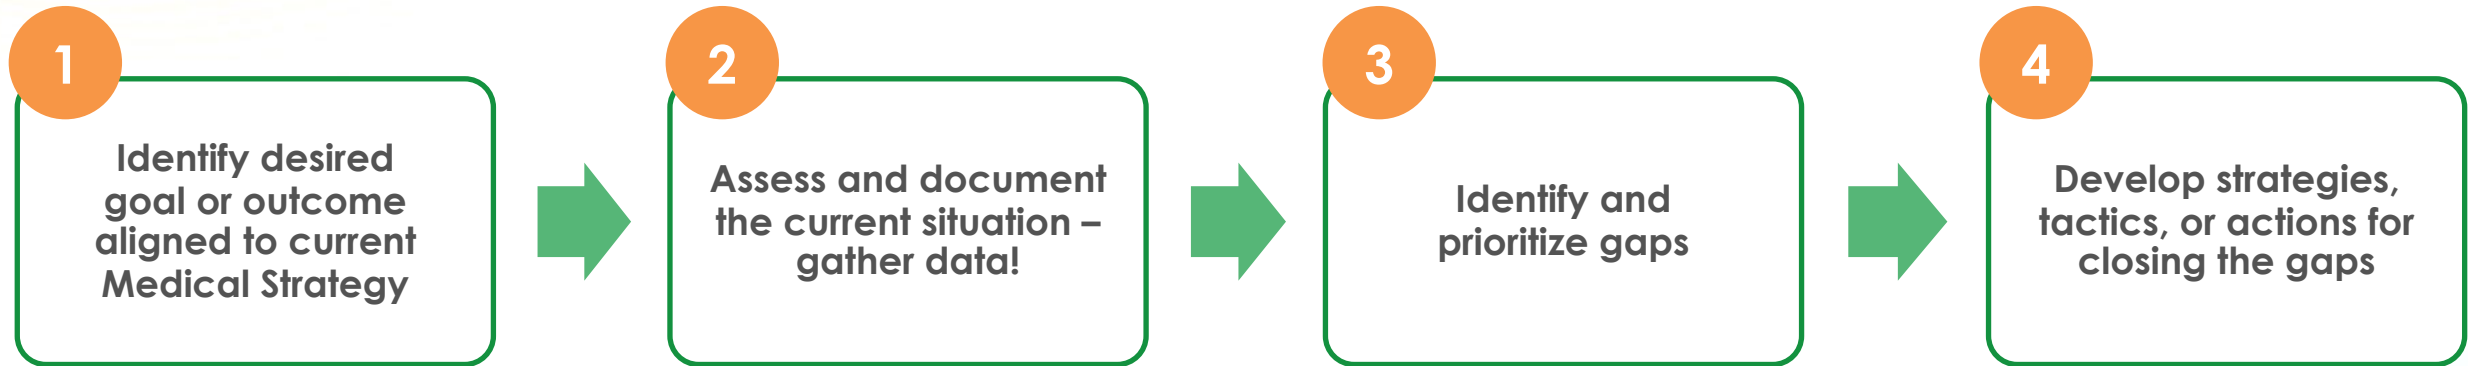 1
Identify desired
goal or outcome
aligned to current
Medical Strategy
2
Assess and document
the current situation –
gather data!
3
Identify and
prioritize gaps
4
Develop strategies,
tactics, or actions for
closing the gaps